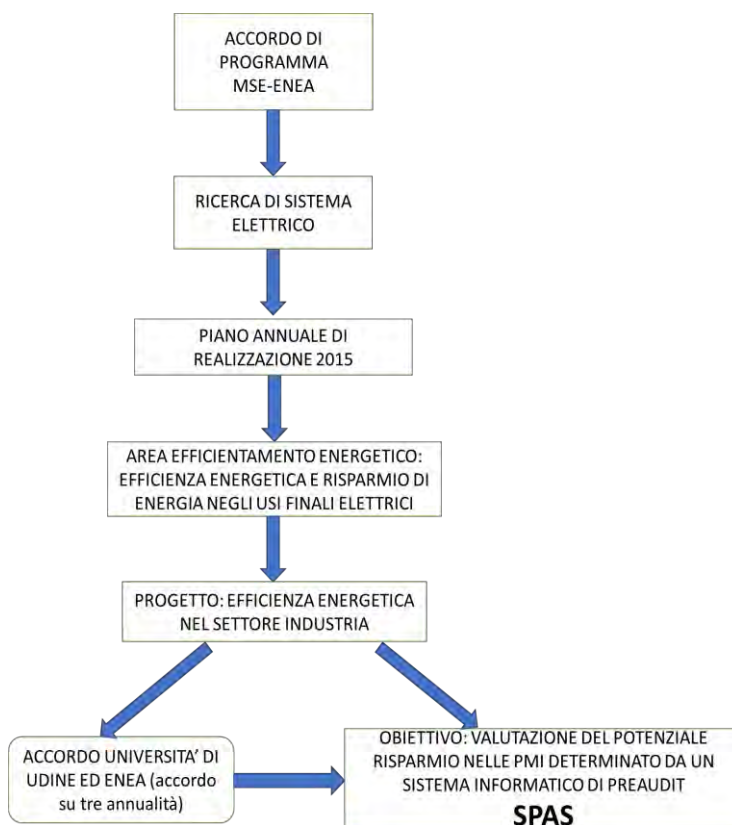 ACCORDO DI
PROGRAMMA
MSE-ENEA
RICERCA DI SISTEMA
ELETTRICO
PIANO ANNUALE DI
REALIZZAZIONE 2015
AREA EFFICIENTAMENTO ENERGETICO:
EFFICIENZA ENERGETICA E RISPARMIO DI
ENERGIA NEGLI USI FINALI ELETTRICI
PROGETTO: EFFICIENZA ENERGETICA
NEL SETTORE INDUSTRIA
ACCORDO UNIVERSITA’ DI
UDINE ED ENEA (accordo
su tre annualità)
OBIETTIVO: VALUTAZIONE DEL POTENZIALE
RISPARMIO NELLE PMI DETERMINATO DA UN
SISTEMA INFORMATICO DI PREAUDIT
SPAS